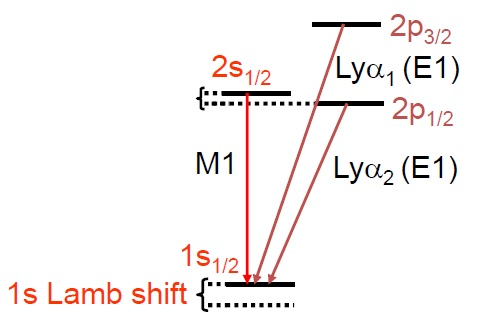 2p₃/₂
Lyα₁ (E1)
2s₁/₂
2p₁/₂
M1
Lyα₂ (E1)
1s₁/₂
1s Lamb shift